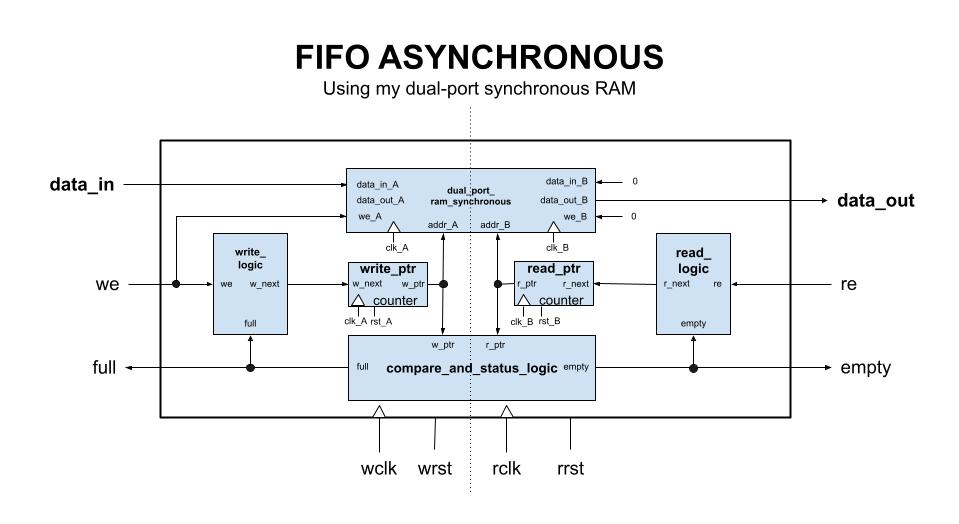 FIFO ASYNCHRONOUS
Using my dual-port synchronous RAM
data_in
data_in_A
data_out_A
we_A
dual_port_
ram_synchronous
data_in_B
data_out_B
we_B
0
0
data_out
addr_A
addr_B
clk_A
clk_B
write_
logic
we
w_next
full
write_ptr
w_next
w_ptr
counter
clk_A
rst_A
read_ptr
r_ptr
r_next
counter
clk_B
rst_B
read_
logic
r_next
re
empty
we
re
w_ptr
r_ptr
full
compare_and_status_logic
empty
full
empty
wclk
wrst
rclk
rrst